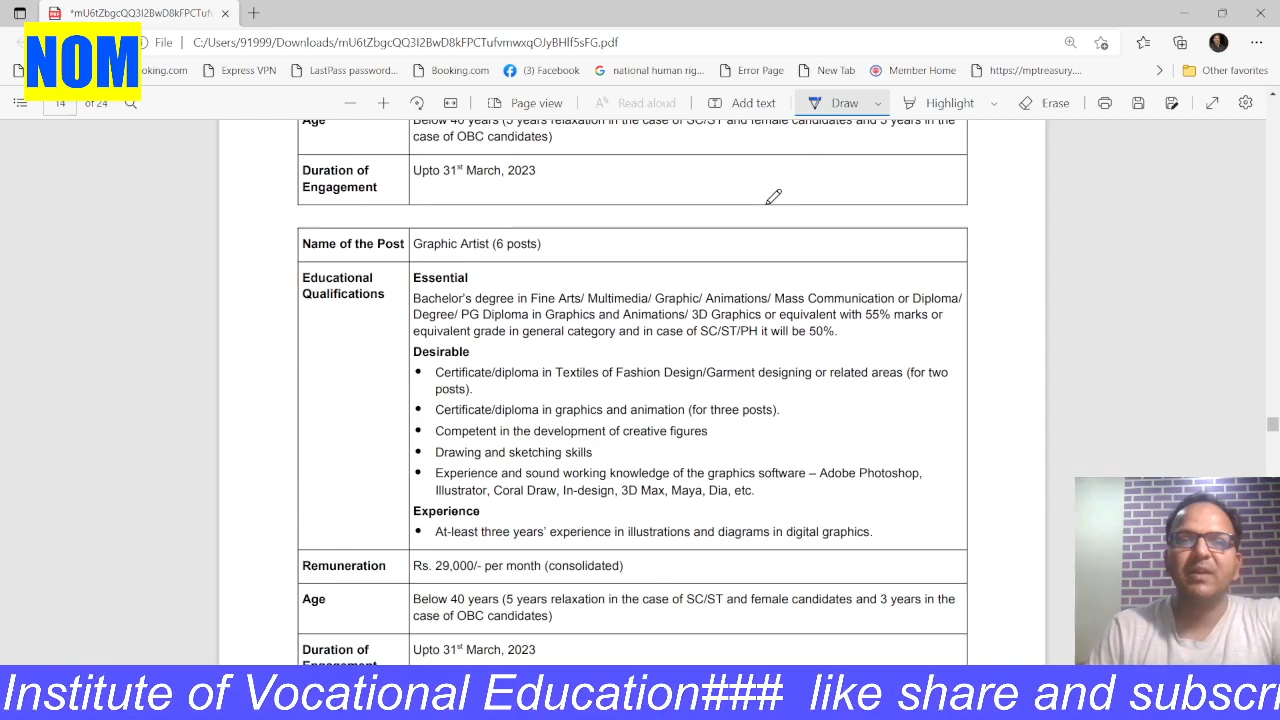 *mU6tZbgcQQ3I2BwD8kFPCTufvmw
NOM
File
C:/Users/91999/Downloads/mU6tZbgcQQ3I2BwD8kFPCTufvmwxqOJyBHIf5sFG.pdf
Booking.com
Express VPN
LastPass password...
Booking.com
(3) Facebook
national human rig...
Error Page
New Tab
Member Home
https://mptreasury....
Other favorites
14 of 24
Page view
Read aloud
Add text
Draw
Highlight
Erase
Age
Below 40 years (5 years relaxation in the case of SC/ST and female candidates and 3 years in the
case of OBC candidates)
Duration of
Engagement
Upto 31st March, 2023
Name of the Post
Graphic Artist (6 posts)
Educational
Qualifications
Essential
Bachelor's degree in Fine Arts/ Multimedia/ Graphic/ Animations/ Mass Communication or Diploma/
Degree/ PG Diploma in Graphics and Animations/ 3D Graphics or equivalent with 55% marks or
equivalent grade in general category and in case of SC/ST/PH it will be 50%.
Desirable
• Certificate/diploma in Textiles of Fashion Design/Garment designing or related areas (for two
posts).
• Certificate/diploma in graphics and animation (for three posts).
• Competent in the development of creative figures
• Drawing and sketching skills
• Experience and sound working knowledge of the graphics software – Adobe Photoshop,
Illustrator, Coral Draw, In-design, 3D Max, Maya, Dia, etc.
Experience
• At-least three years' experience in illustrations and diagrams in digital graphics.
Remuneration
Rs. 29,000/- per month (consolidated)
Age
Below 40 years (5 years relaxation in the case of SC/ST and female candidates and 3 years in the
case of OBC candidates)
Duration of
Engagement
Upto 31st March, 2023
Institute of Vocational Education### like share and subscri